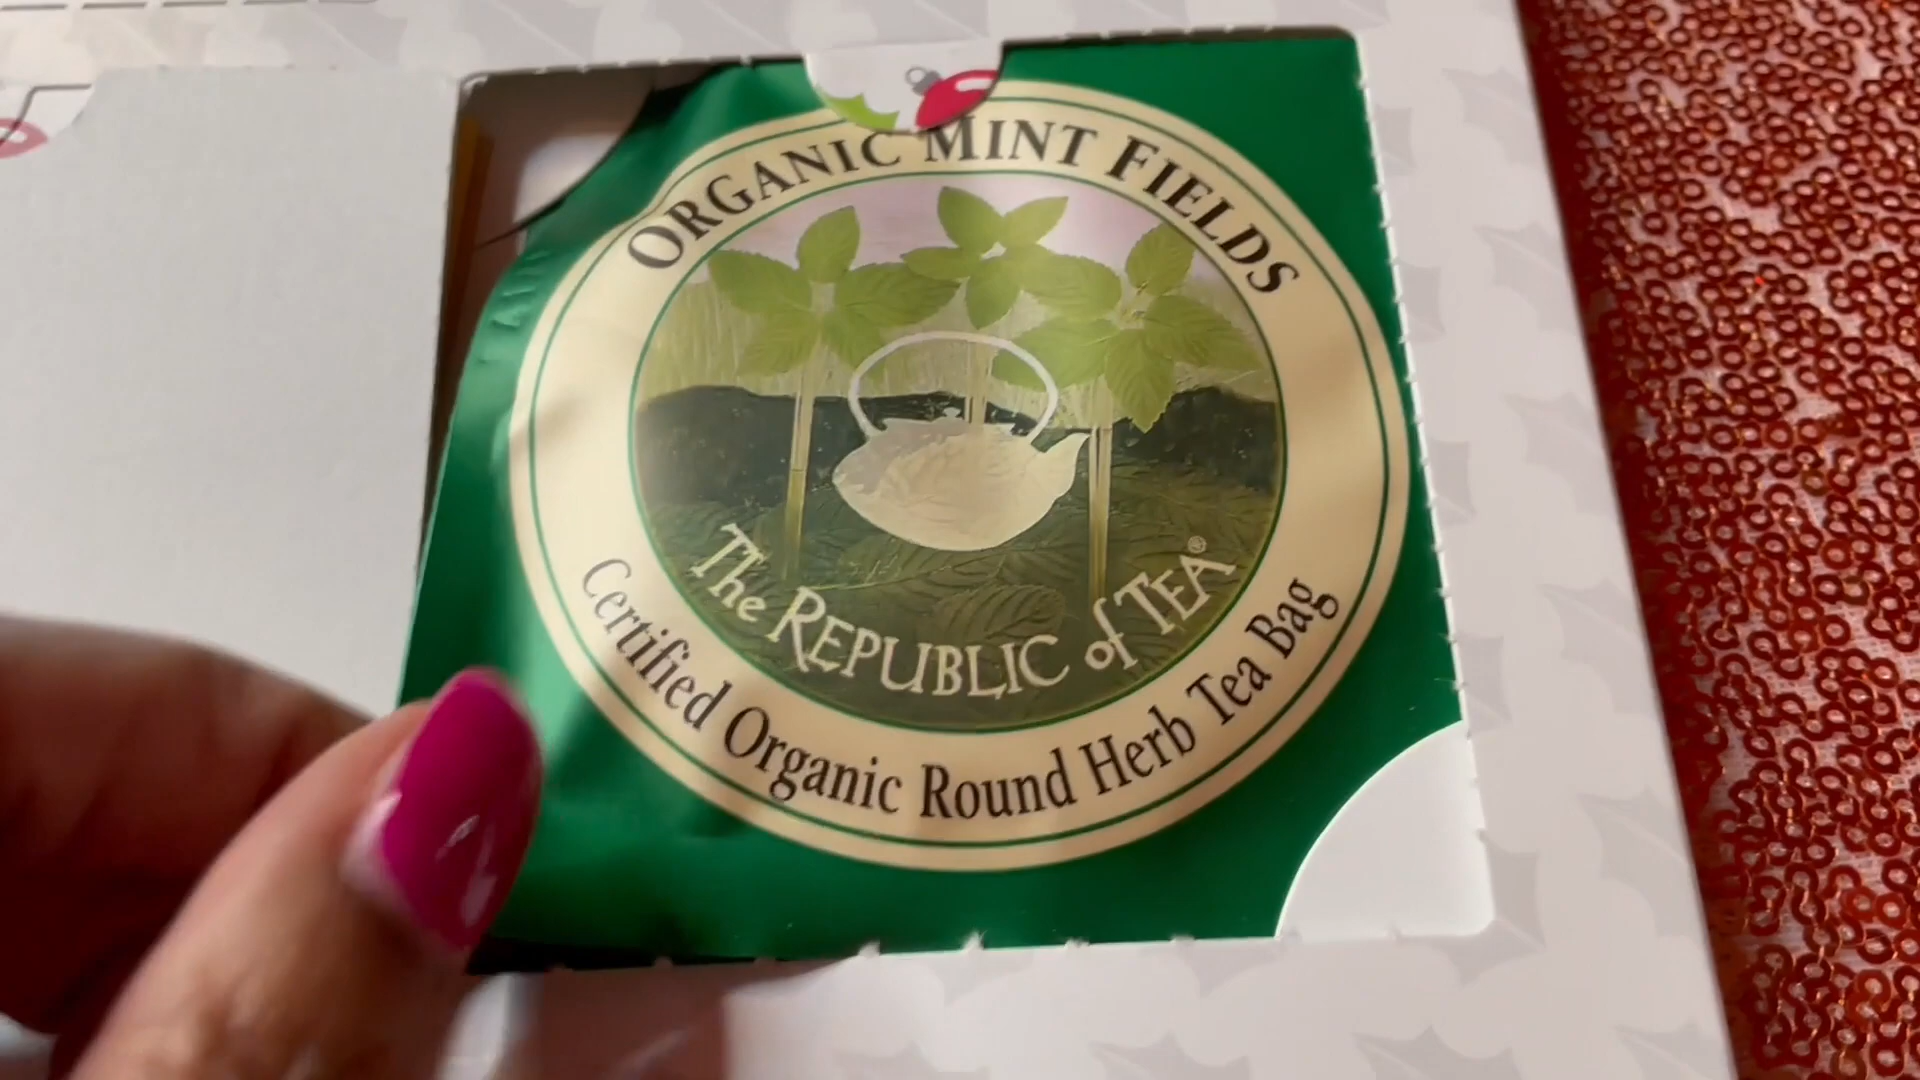 ORGANIC MINT FIELDS
The REPUBLIC of TEA®
Certified Organic Round Herb Tea Bag